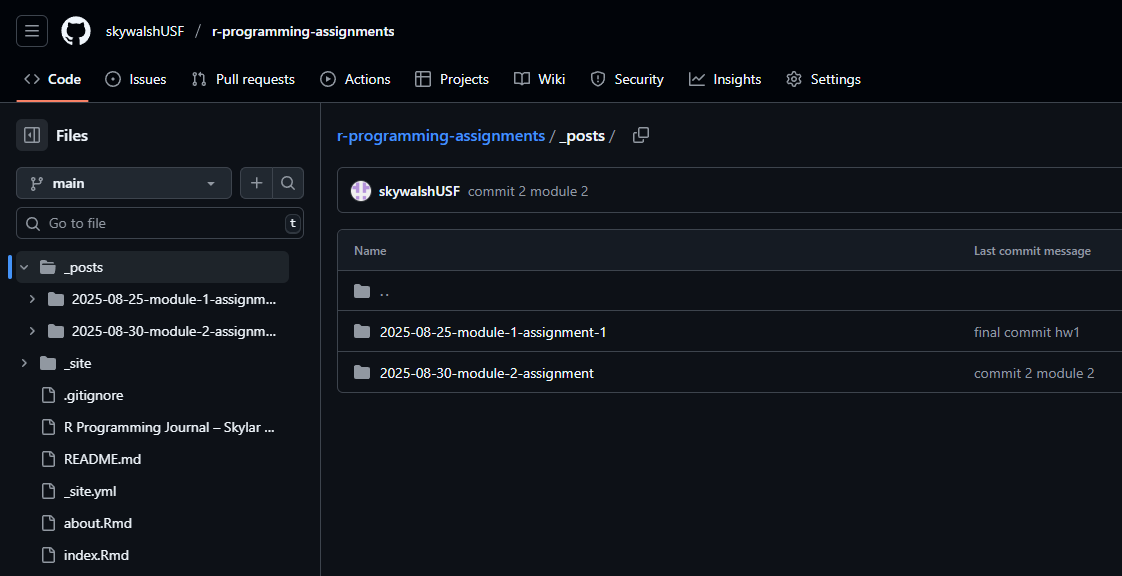 skywalshUSF / r-programming-assignments
Code Issues Pull requests Actions Projects Wiki Security Insights Settings
Files
main
Go to file t
_posts
2025-08-25-module-1-assignm...
2025-08-30-module-2-assignm...
_site
.gitignore
R Programming Journal – Skylar ...
README.md
_site.yml
about.Rmd
index.Rmd
r-programming-assignments / _posts /
skywalshUSF commit 2 module 2
Name Last commit message
..
2025-08-25-module-1-assignment-1 final commit hw1
2025-08-30-module-2-assignment commit 2 module 2